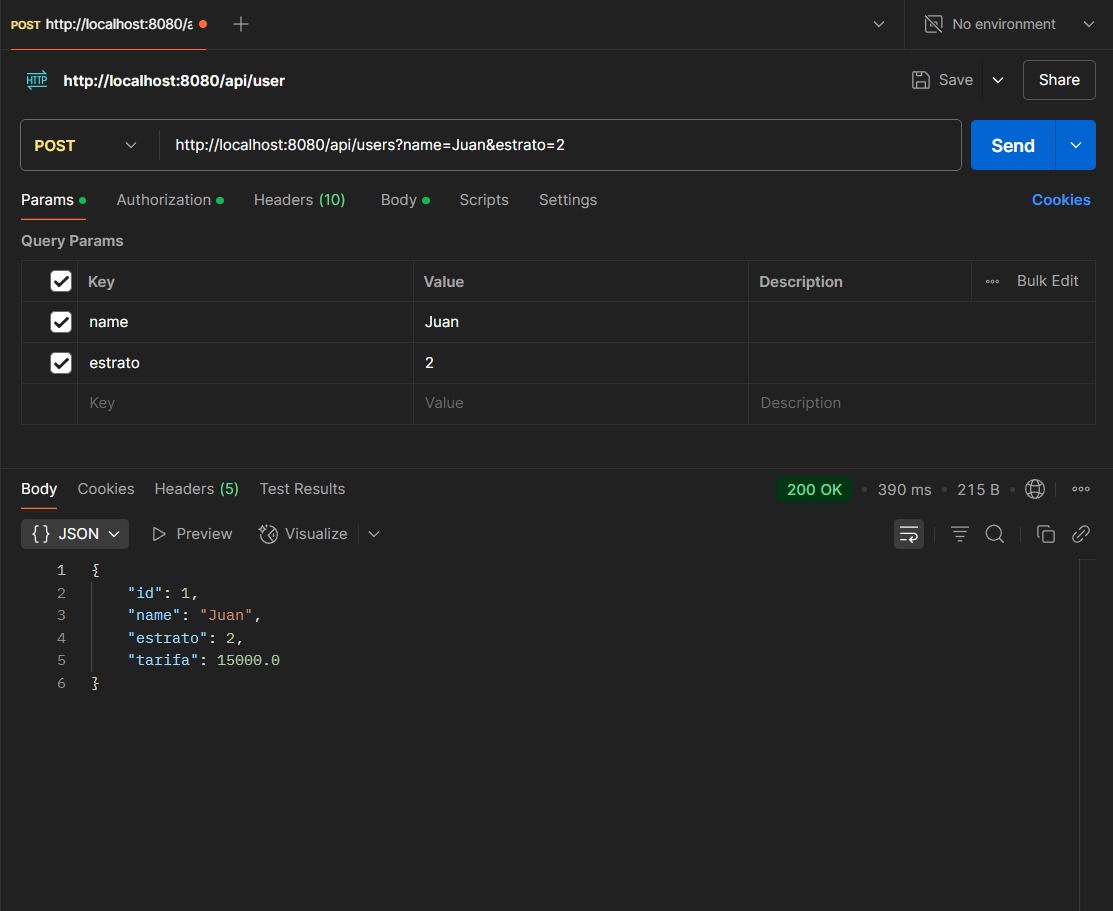 POST http://localhost:8080/a
No environment
HTTP http://localhost:8080/api/user
Save
Share
POST
http://localhost:8080/api/users?name=Juan&estrato=2
Send
Params
Authorization
Headers (10)
Body
Scripts
Settings
Cookies
Query Params
Key Value Description Bulk Edit
name Juan
estrato 2
Key Value Description
Body Cookies Headers (5) Test Results
200 OK 390 ms 215 B
{} JSON Preview Visualize
1 {
2 "id": 1,
3 "name": "Juan",
4 "estrato": 2,
5 "tarifa": 15000.0
6 }